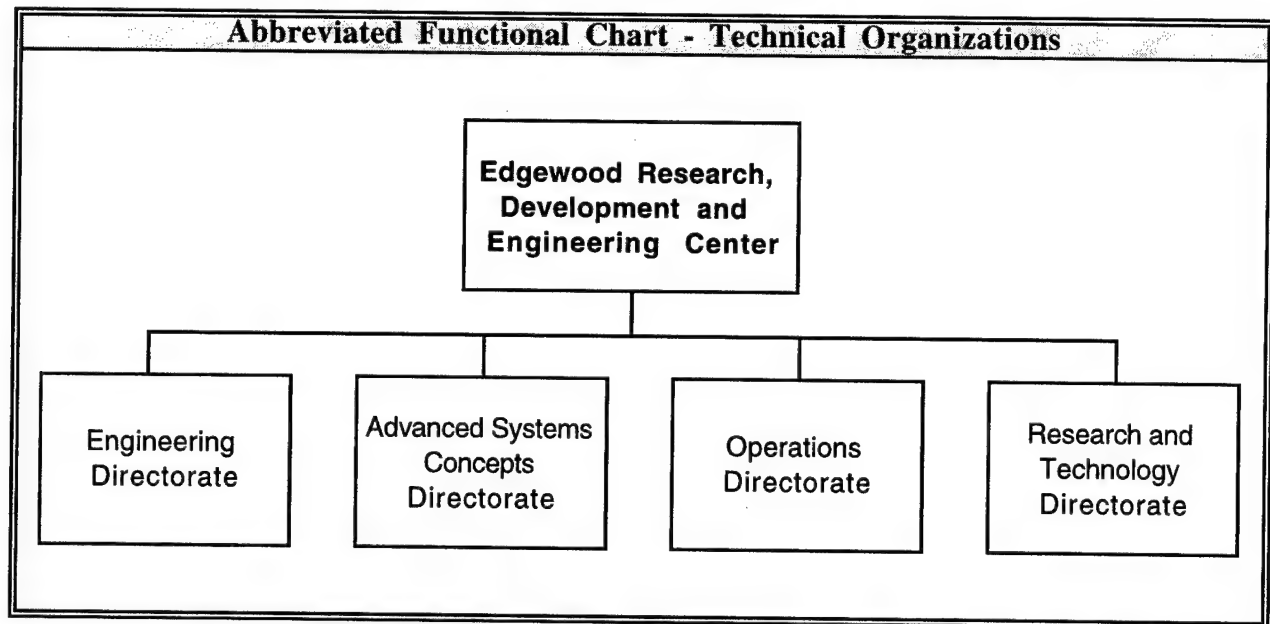 Abbreviated Functional Chart - Technical Organizations
Edgewood Research,
Development and
Engineering Center
Engineering
Directorate
Advanced Systems
Concepts
Directorate
Operations
Directorate
Research and
Technology
Directorate